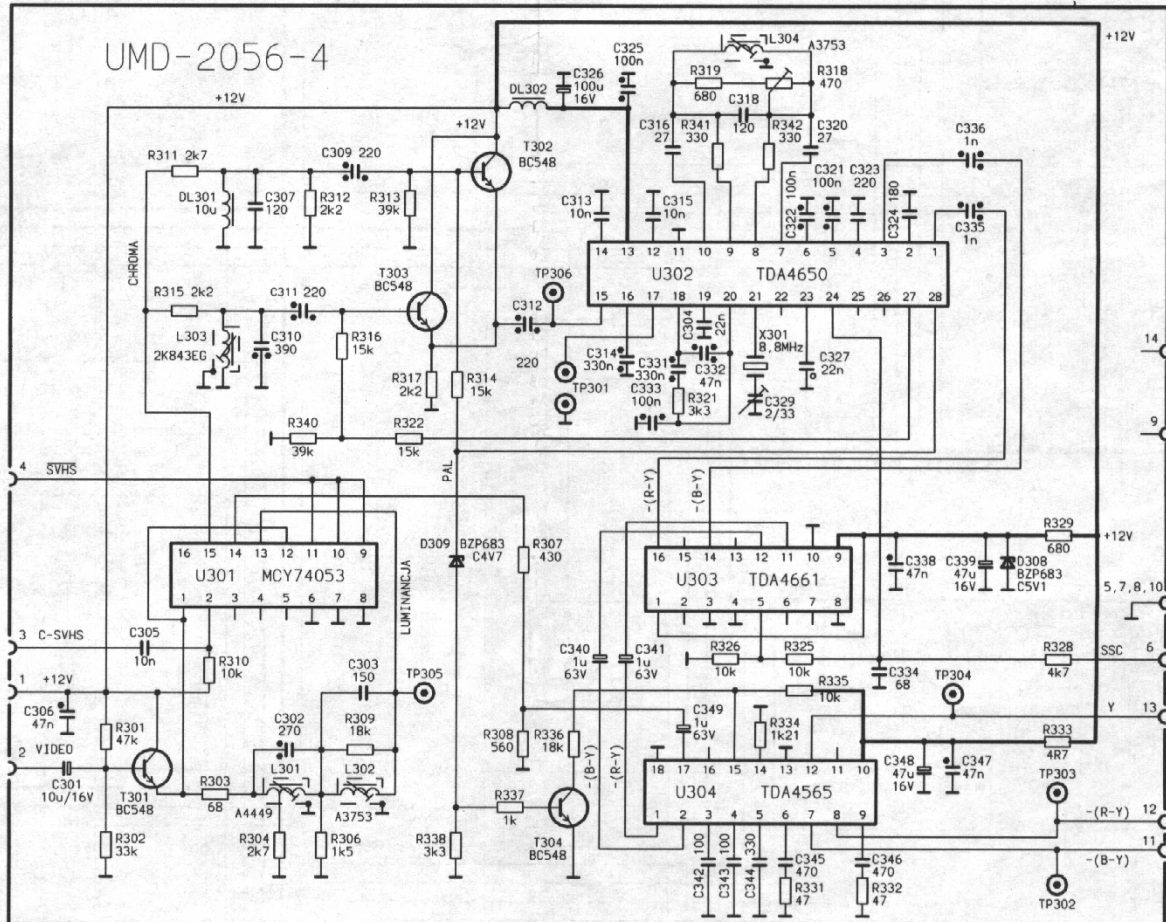 UMD-2056-4
+12V
+12V
+12V
DL302
C326
100u
16V
C325
100n
L304
A3753
R319
680
R318
470
C318
120
C316
27
R341
330
R342
330
C320
27
C336
1n
T302
BC548
R311 2k7
C309 220
DL301
10u
C307
120
R312
2k2
R313
39k
C313
10n
C315
10n
C322 100n
C321
100n
C323
220
C324 180
C335
1n
CHROMA
14 13 12 11 10 9 8 7 6 5 4 3 2 1
U302 TDA4650
15 16 17 18 19 20 21 22 23 24 25 26 27 28
T303
BC548
TP306
R315 2k2
C311 220
C312
220
L303
2K843EG
C310
390
R316
15k
R317
2k2
R314
15k
TP301
C314
330n
C304
22n
C331
330n
C332
47n
C333
100n
R321
3k3
X301
8,8MHz
C329
2/33
C327
22n
14
9
R340
39k
R322
15k
PAL
-(R-Y)
-(B-Y)
4 SVHS
16 15 14 13 12 11 10 9
U301 MCY74053
1 2 3 4 5 6 7 8
LUMINANCJA
D309
BZP683
C4V7
R307
430
16 15 14 13 12 11 10 9
U303 TDA4661
1 2 3 4 5 6 7 8
C338
47n
C339
47u
16V
D308
BZP683
C5V1
R329
680
+12V
5,7,8,10
3 C-SVHS
C305
10n
R310
10k
1 +12V
C306
47n
C303
150
TP305
C340
1u
63V
C341
1u
63V
R326
10k
R325
10k
C334
68
R328
4k7
SSC
6
R335
10k
TP304
Y
13
2 VIDEO
C301
10u/16V
R301
47k
T301
BC548
R302
33k
R303
68
C302
270
R309
18k
L301
A4449
L302
A3753
R304
2k7
R306
1k5
R308
560
R336
18k
-(B-Y)
-(R-Y)
C349
1u
63V
R334
1k21
R333
4R7
C348
47u
16V
C347
47n
TP303
18 17 16 15 14 13 12 11 10
U304 TDA4565
1 2 3 4 5 6 7 8 9
R337
1k
R338
3k3
T304
BC548
C342 100
C343 100
C344 330
C345
470
R331
47
C346
470
R332
47
-(R-Y)
12
11
-(B-Y)
TP302